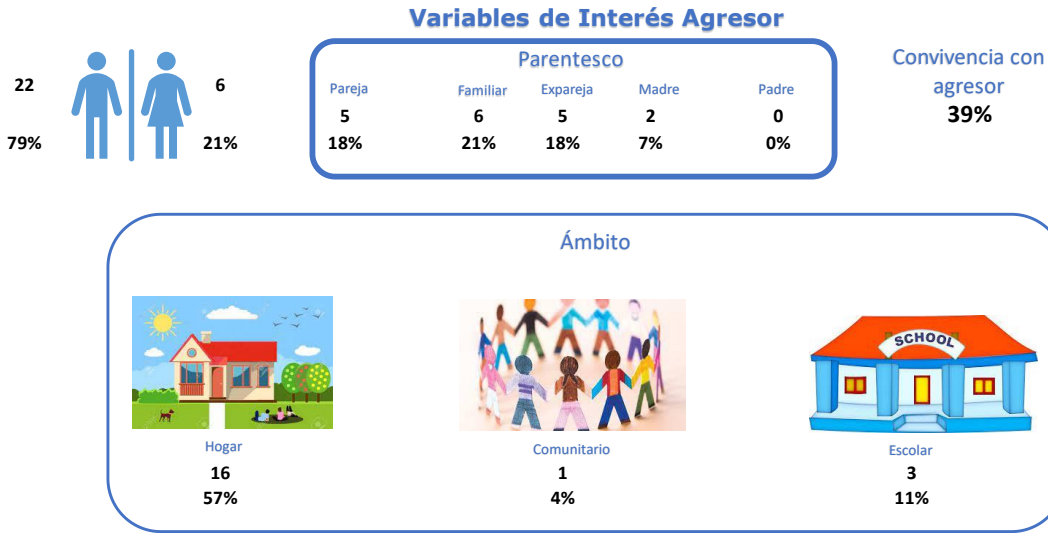 Variables de Interés Agresor
22
79%
6
21%
Parentesco
Pareja Familiar Expareja Madre Padre
5 6 5 2 0
18% 21% 18% 7% 0%
Convivencia con
agresor
39%
Ámbito
SCHOOL
Hogar Comunitario Escolar
16 1 3
57% 4% 11%